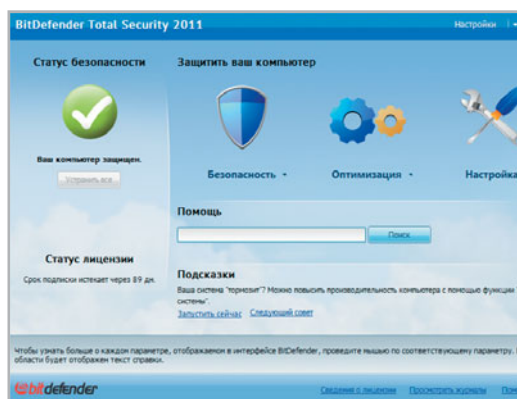 BitDefender Total Security 2011
Настройки
Статус безопасности
Защитить ваш компьютер
Ваш компьютер защищен.
Устранить все
Безопасность
Оптимизация
Настройка
Помощь
Поиск
Статус лицензии
Срок подписки истекает через 89 дн.
Подсказки
Ваша система "тормозит"? Можно повысить производительность компьютера с помощью функции
системы".
Запустить сейчас Следующий совет
Чтобы узнать больше о каждом параметре, отображаемом в интерфейсе BitDefender, проведите мышью по соответствующему параметру.
области будет отображен текст справки.
bitdefender
Сведения о лицензии Просмотреть журналы